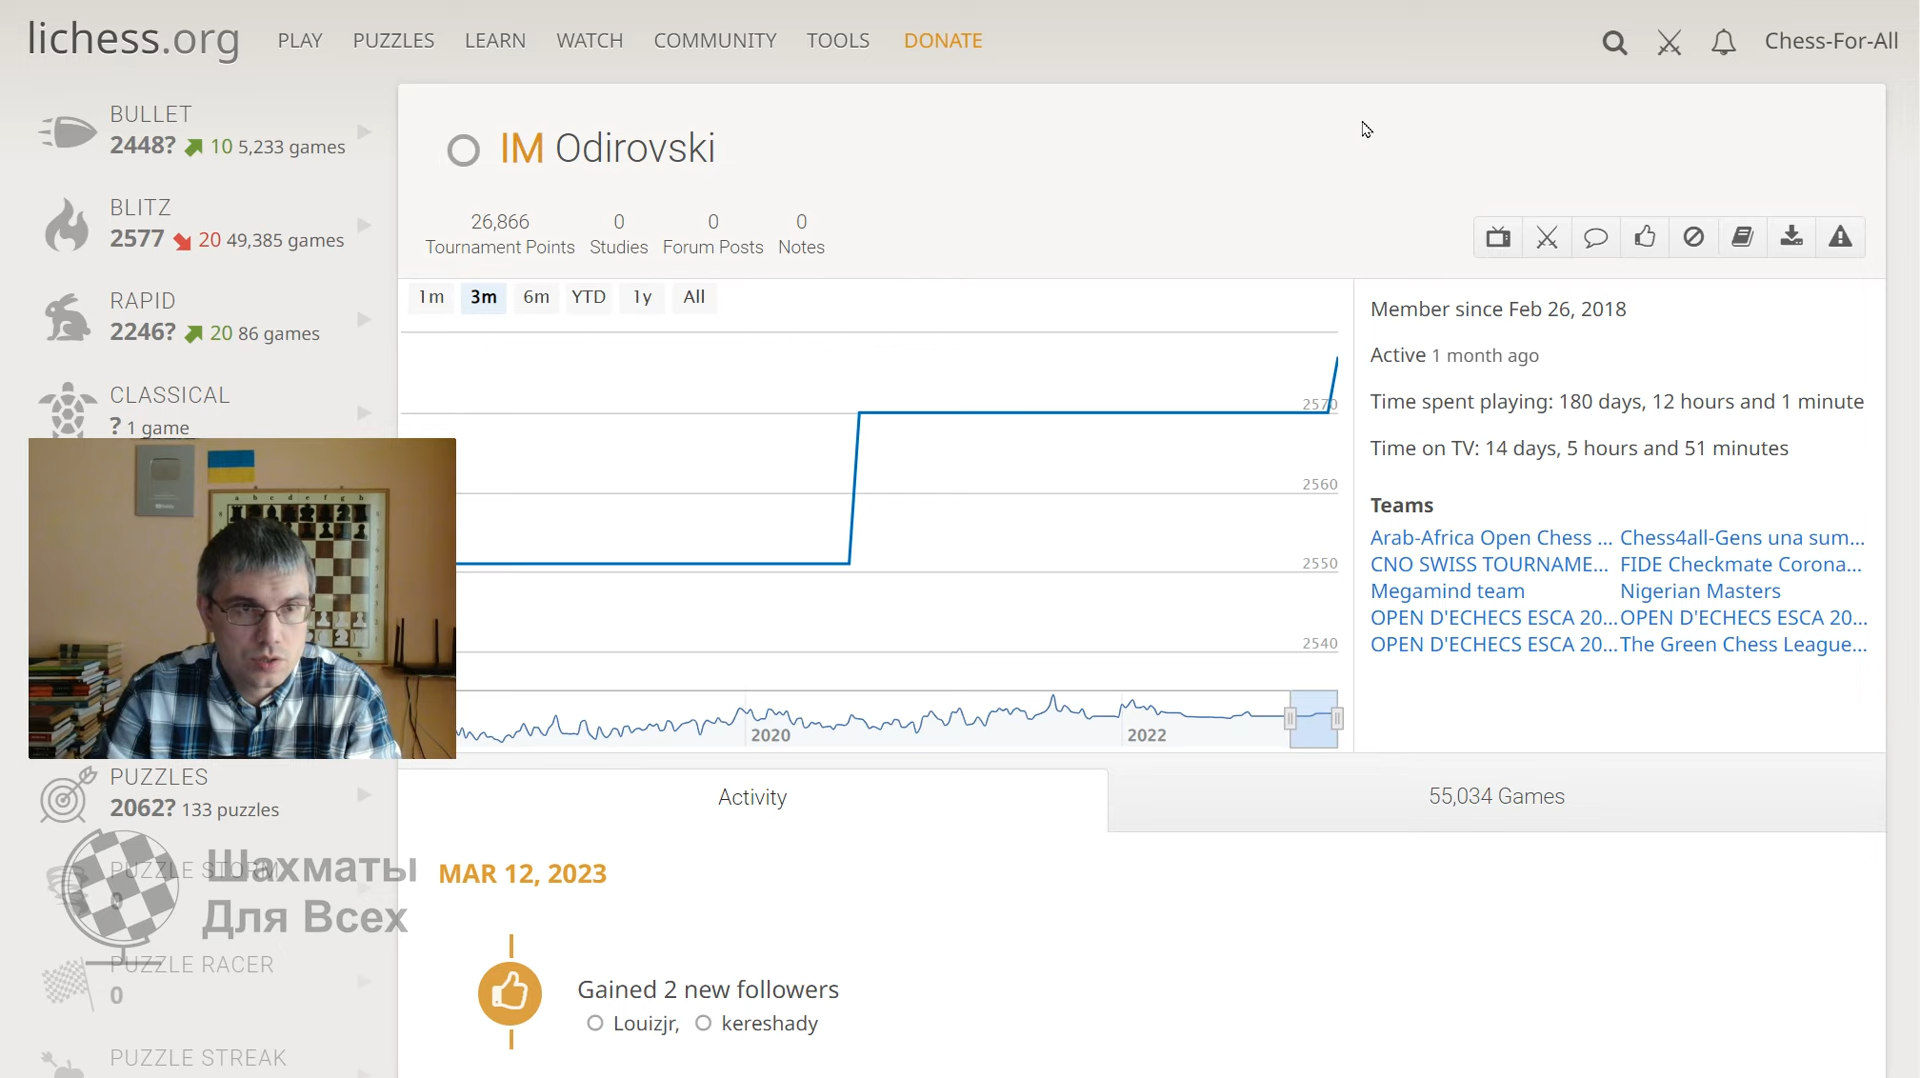 lichess.org
PLAY PUZZLES LEARN WATCH COMMUNITY TOOLS DONATE
Chess-For-All
BULLET
2448? 10 5,233 games
BLITZ
2577 20 49,385 games
RAPID
2246? 20 86 games
CLASSICAL
? 1 game
PUZZLES
2062? 133 puzzles
PUZZLE STORM
0
Шахматы
Для Всех
PUZZLE RACER
0
PUZZLE STREAK
IM Odirovski
26,866 0 0 0
Tournament Points Studies Forum Posts Notes
1m 3m 6m YTD 1y All
2570
2560
2550
2540
2020 2022
Member since Feb 26, 2018
Active 1 month ago
Time spent playing: 180 days, 12 hours and 1 minute
Time on TV: 14 days, 5 hours and 51 minutes
Teams
Arab-Africa Open Chess ... Chess4all-Gens una sum...
CNO SWISS TOURNAME... FIDE Checkmate Corona...
Megamind team Nigerian Masters
OPEN D'ECHECS ESCA 20... OPEN D'ECHECS ESCA 20...
OPEN D'ECHECS ESCA 20... The Green Chess League...
Activity 55,034 Games
MAR 12, 2023
Gained 2 new followers
Louizjr, kereshady